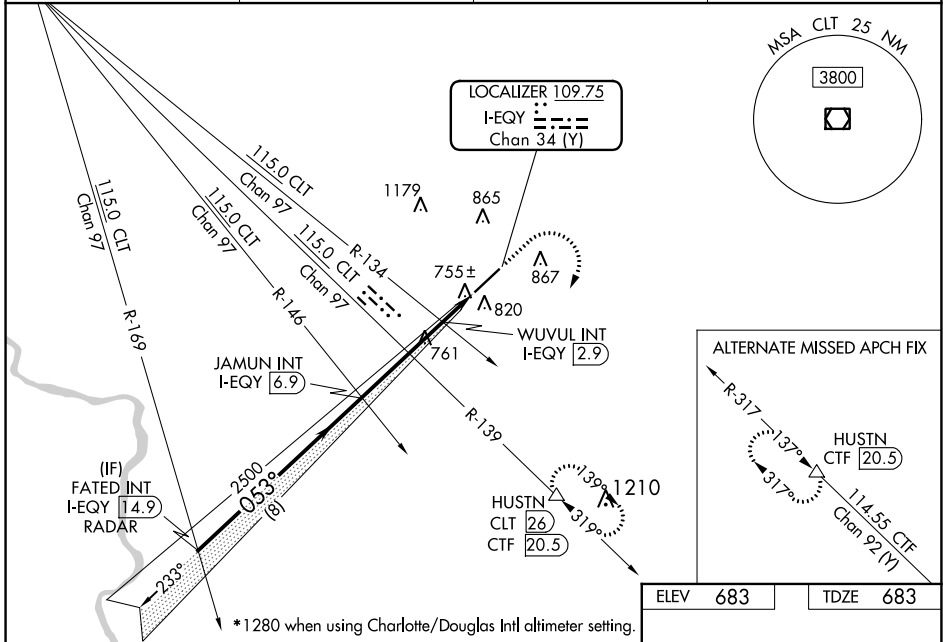 MSA CLT 25 NM
3800
LOCALIZER 109.75
I-EQY
Chan 34 (Y)
115.0 CLT
Chan 97
R-134
115.0 CLT
Chan 97
R-139
115.0 CLT
Chan 97
R-146
115.0 CLT
Chan 97
R-169
1179
865
867
755±
820
761
WUVUL INT
I-EQY 2.9
JAMUN INT
I-EQY 6.9
(IF)
FATED INT
I-EQY 14.9
RADAR
2500
053°
(8)
233°
HUSTN
CLT 26
CTF 20.5
139°
319°
1210
ALTERNATE MISSED APCH FIX
R-317
137°
317°
HUSTN
CTF 20.5
114.55 CTF
Chan 92 (Y)
*1280 when using Charlotte/Douglas Intl altimeter setting.
ELEV 683
TDZE 683